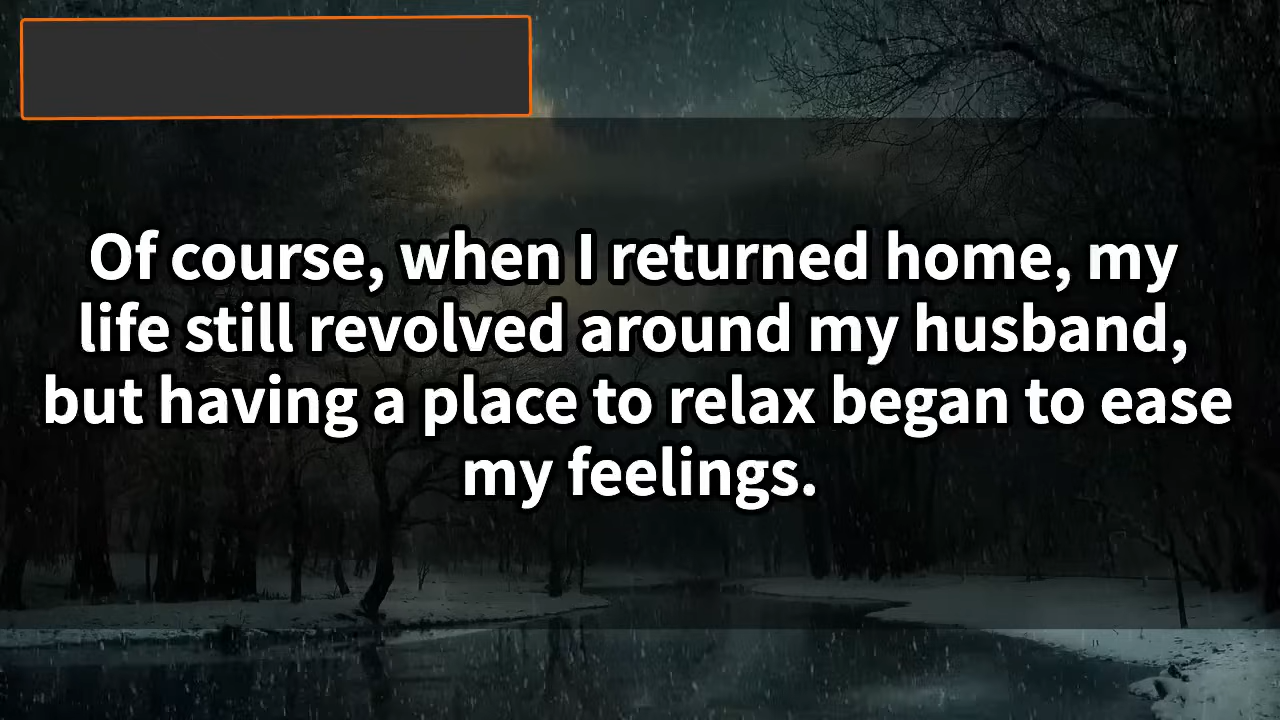 Of course, when I returned home, my
life still revolved around my husband,
but having a place to relax began to ease
my feelings.